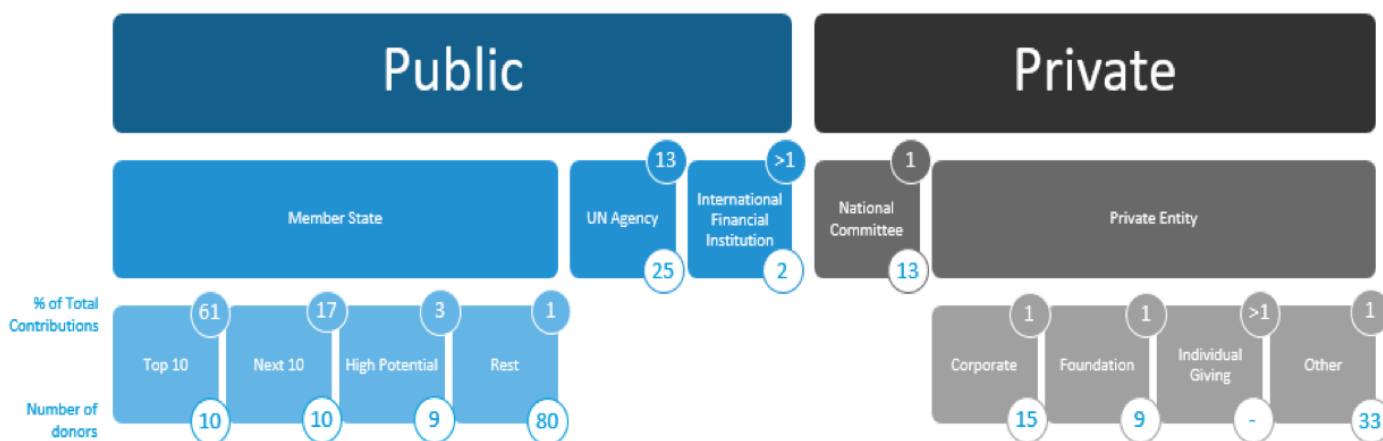 Public
Private
13
>1
1
Member State
UN Agency
International
Financial
Institution
National
Committee
Private Entity
25
2
13
% of Total
Contributions
61
17
3
1
1
1
>1
1
Top 10
Next 10
High Potential
Rest
Corporate
Foundation
Individual
Giving
Other
Number of
donors
10
10
9
80
15
9
-
33